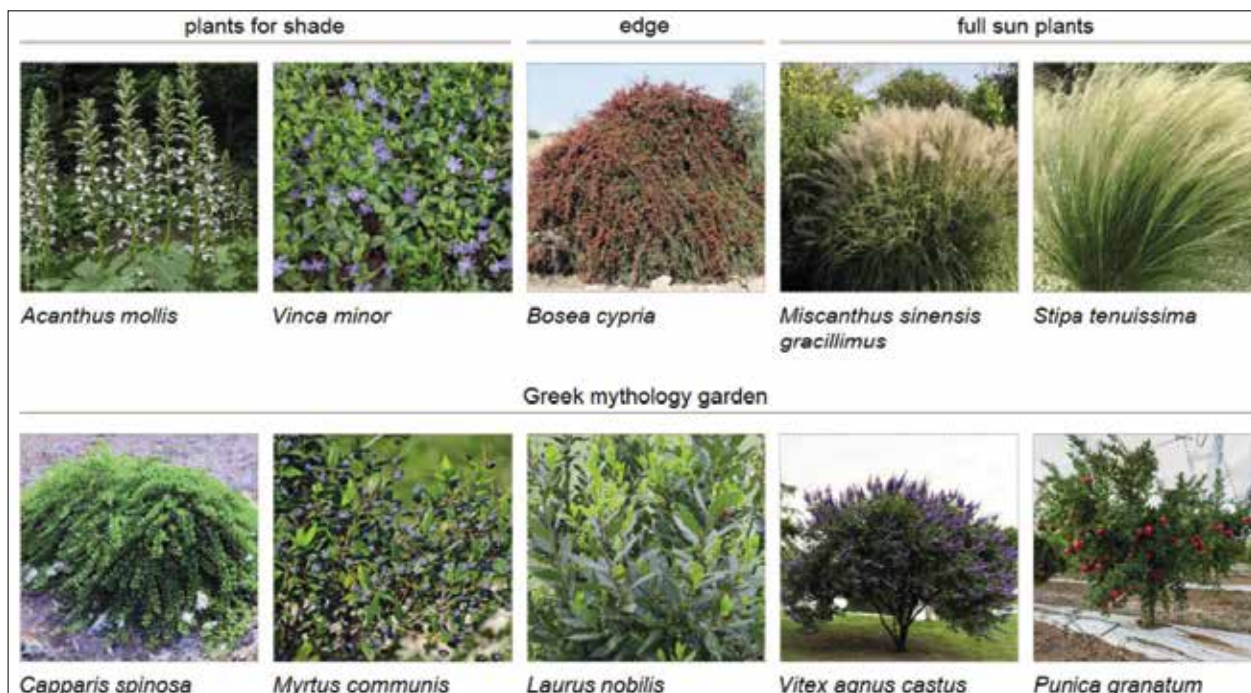 plants for shade
edge
full sun plants
Acanthus mollis
Vinca minor
Bosea cypria
Miscanthus sinensis
gracillimus
Stipa tenuissima
Greek mythology garden
Capparis spinosa
Myrtus communis
Laurus nobilis
Vitex agnus castus
Punica granatum